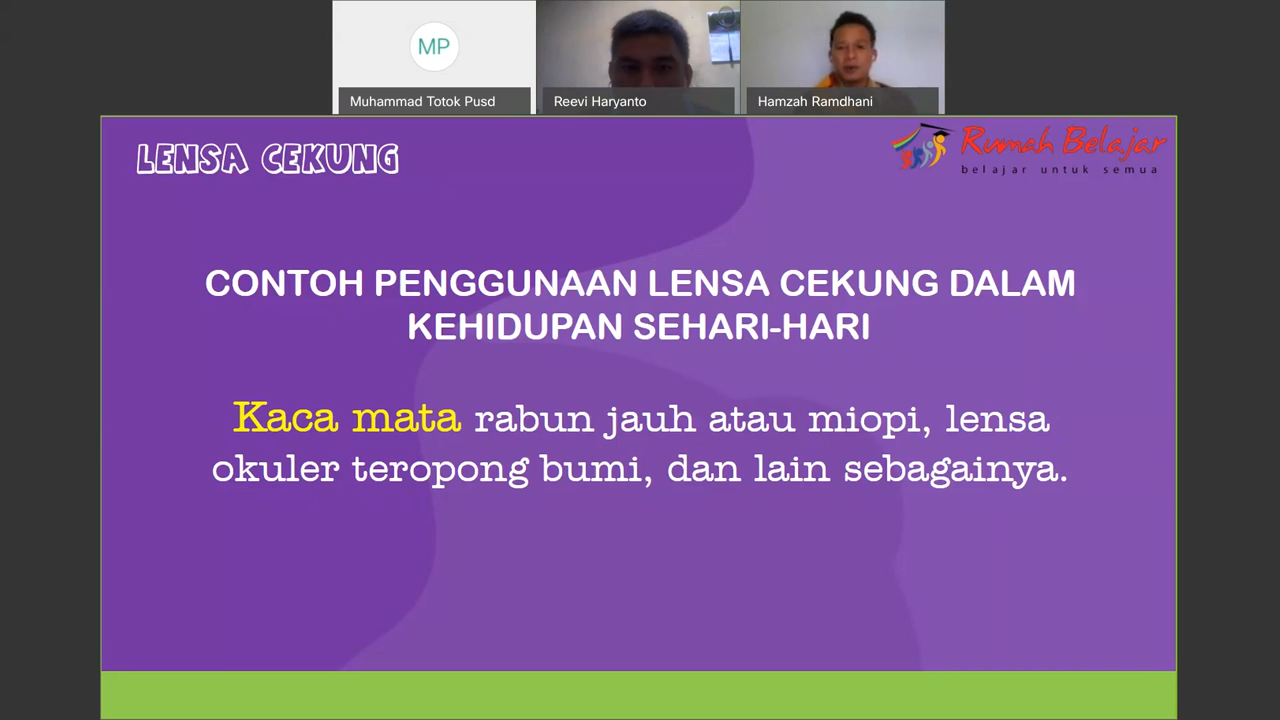 MP
Muhammad Totok Pusd
Reevi Haryanto
Hamzah Ramdhani
LENSA CEKUNG
Rumah Belajar
belajar untuk semua
CONTOH PENGGUNAAN LENSA CEKUNG DALAM
KEHIDUPAN SEHARI-HARI
Kaca mata rabun jauh atau miopi, lensa
okuler teropong bumi, dan lain sebagainya.